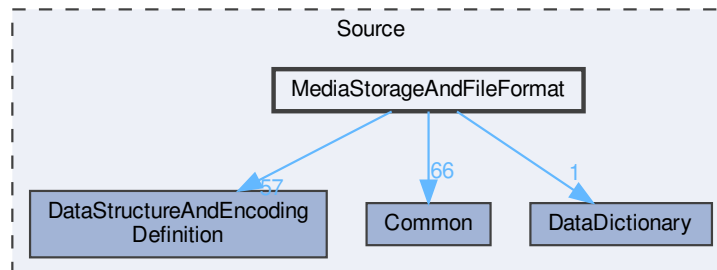 Source
MediaStorageAndFileFormat
57
66
1
DataStructureAndEncoding
Definition
Common
DataDictionary